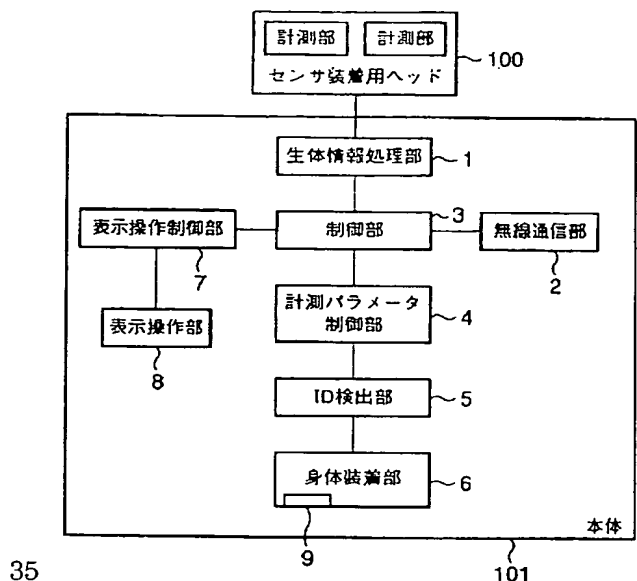 計測部 計測部
センサ装着用ヘッド
100
生体情報処理部
1
制御部
3
表示操作制御部
7
無線通信部
2
計測パラメータ
制御部
4
表示操作部
8
ID検出部
5
身体装着部
6
9
本体
101
35